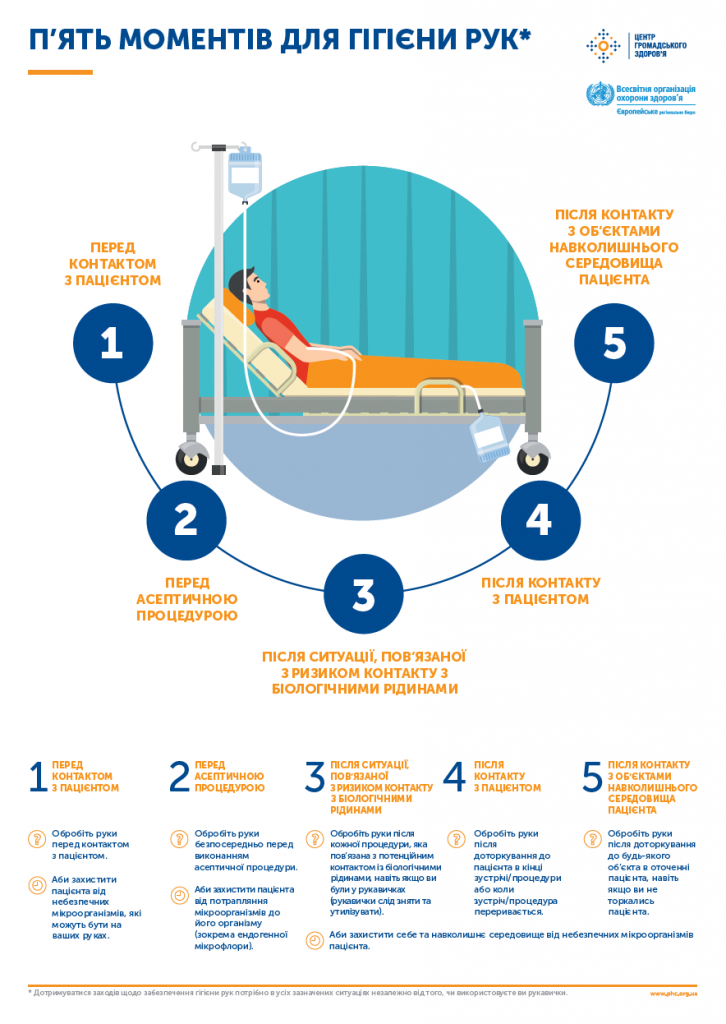 П’ЯТЬ МОМЕНТІВ ДЛЯ ГІГІЄНИ РУК*
ЦЕНТР
ГРОМАДСЬКОГО
ЗДОРОВ’Я
Всесвітня організація
охорони здоров’я
Європейське регіональне бюро
ПЕРЕД
КОНТАКТОМ
З ПАЦІЄНТОМ
1
ПЕРЕД
АСЕПТИЧНОЮ
ПРОЦЕДУРОЮ
2
3
ПІСЛЯ СИТУАЦІЇ, ПОВ’ЯЗАНОЇ
З РИЗИКОМ КОНТАКТУ З
БІОЛОГІЧНИМИ РІДИНАМИ
4
ПІСЛЯ КОНТАКТУ
З ПАЦІЄНТОМ
ПІСЛЯ КОНТАКТУ
З ОБ’ЄКТАМИ
НАВКОЛИШНЬОГО
СЕРЕДОВИЩА
ПАЦІЄНТА
5
1
ПЕРЕД
КОНТАКТОМ
З ПАЦІЄНТОМ
? Обробіть руки
перед контактом
з пацієнтом.
Аби захистити
пацієнта від
небезпечних
мікроорганізмів, які
можуть бути на
ваших руках.
2
ПЕРЕД
АСЕПТИЧНОЮ
ПРОЦЕДУРОЮ
? Обробіть руки
безпосередньо перед
виконанням
асептичної процедури.
Аби захистити пацієнта
від потрапляння
мікроорганізмів до
його організму
(зокрема ендогенної
мікрофлори).
3
ПІСЛЯ СИТУАЦІЇ,
ПОВ’ЯЗАНОЇ
З РИЗИКОМ КОНТАКТУ
З БІОЛОГІЧНИМИ
РІДИНАМИ
? Обробіть руки після
кожної процедури, яка
пов’язана з потенційним
контактом із біологічними
рідинами, навіть якщо ви
були у рукавичках
(рукавички слід зняти та
утилізувати).
4
ПІСЛЯ
КОНТАКТУ
З ПАЦІЄНТОМ
? Обробіть руки
після
доторкування до
пацієнта в кінці
зустрічі/процедури
або коли
зустріч/процедура
переривається.
5
ПІСЛЯ КОНТАКТУ
З ОБ’ЄКТАМИ
НАВКОЛИШНЬОГО
СЕРЕДОВИЩА
ПАЦІЄНТА
? Обробіть руки
після доторкування
до будь-якого
об’єкта в оточенні
пацієнта, навіть
якщо ви не
торкались
пацієнта.
Аби захистити себе та навколишнє середовище від небезпечних мікроорганізмів
пацієнта.
* Дотримуватися заходів щодо забезпечення гігієни рук потрібно в усіх зазначених ситуаціях незалежно від того, чи використовуєте ви рукавички.
www.phc.org.ua